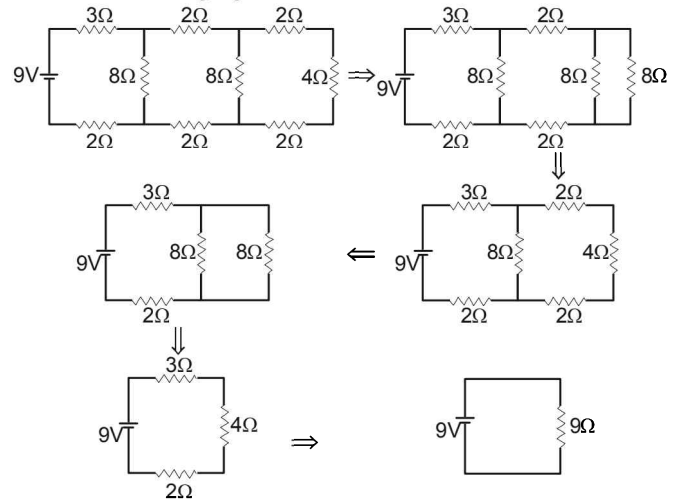 3Ω 2Ω 2Ω
9V 8Ω 8Ω 4Ω ⇒
2Ω 2Ω 2Ω
3Ω 2Ω
9V 8Ω 8Ω 8Ω
2Ω 2Ω
⇓
3Ω 2Ω
9V 8Ω 4Ω
2Ω 2Ω
⇐
3Ω
9V 8Ω 8Ω
2Ω
⇓
3Ω
9V 4Ω
2Ω
⇒
9V 9Ω